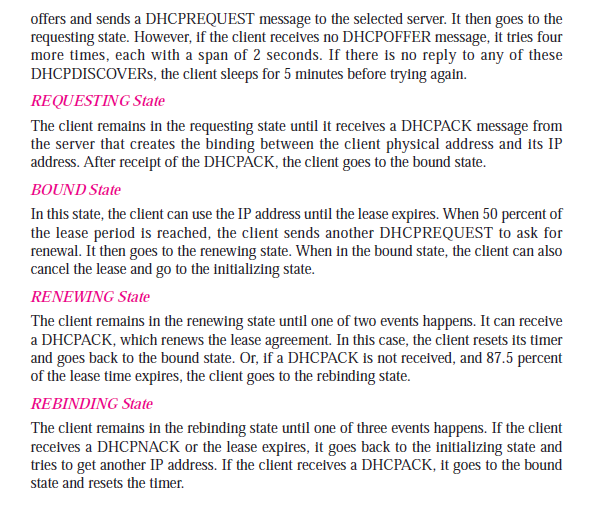 offers and sends a DHCPREQUEST message to the selected server. It then goes to the
requesting state. However, if the client receives no DHCPOFFER message, it tries four
more times, each with a span of 2 seconds. If there is no reply to any of these
DHCPDISCOVERs, the client sleeps for 5 minutes before trying again.
REQUESTING State
The client remains in the requesting state until it receives a DHCPACK message from
the server that creates the binding between the client physical address and its IP
address. After receipt of the DHCPACK, the client goes to the bound state.
BOUND State
In this state, the client can use the IP address until the lease expires. When 50 percent of
the lease period is reached, the client sends another DHCPREQUEST to ask for
renewal. It then goes to the renewing state. When in the bound state, the client can also
cancel the lease and go to the initializing state.
RENEWING State
The client remains in the renewing state until one of two events happens. It can receive
a DHCPACK, which renews the lease agreement. In this case, the client resets its timer
and goes back to the bound state. Or, if a DHCPACK is not received, and 87.5 percent
of the lease time expires, the client goes to the rebinding state.
REBINDING State
The client remains in the rebinding state until one of three events happens. If the client
receives a DHCPNACK or the lease expires, it goes back to the initializing state and
tries to get another IP address. If the client receives a DHCPACK, it goes to the bound
state and resets the timer.